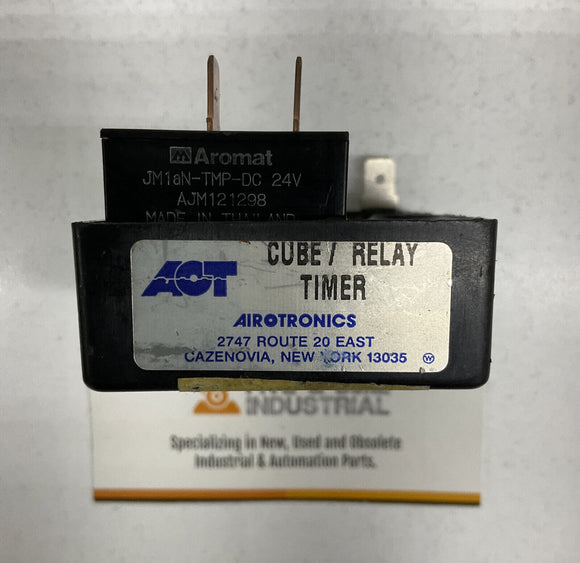 Aromat
JM1aN-TMP-DC 24V
AJM121298
MADE IN THAILAND
AOT
CUBE / RELAY
TIMER
AIROTRONICS
2747 ROUTE 20 EAST
CAZENOVIA, NEW YORK 13035
W
INDUSTRIAL
Specializing in New, Used and Obsolete
Industrial & Automation Parts.